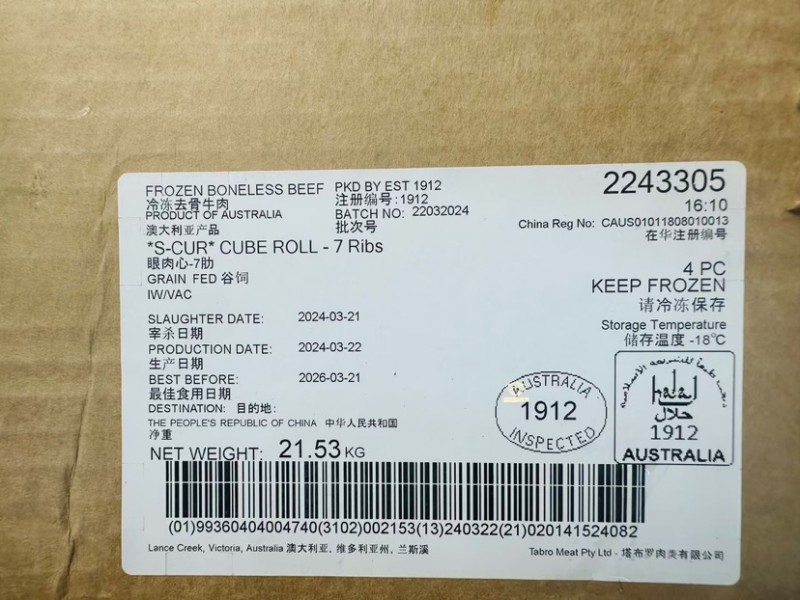 FROZEN BONELESS BEEF
冷冻去骨牛肉
PRODUCT OF AUSTRALIA
澳大利亚产品
PKD BY EST 1912
注册编号:1912
BATCH NO: 22032024
批次号
2243305
16:10
China Reg No: CAUS01011808010013
在华注册编号
*S-CUR* CUBE ROLL - 7 Ribs
眼肉心-7肋
GRAIN FED 谷饲
IW/VAC
4 PC
KEEP FROZEN
请冷冻保存
Storage Temperature
储存温度 -18℃
SLAUGHTER DATE: 2024-03-21
宰杀日期
PRODUCTION DATE: 2024-03-22
生产日期
BEST BEFORE: 2026-03-21
最佳食用日期
DESTINATION: 目的地:
THE PEOPLE'S REPUBLIC OF CHINA 中华人民共和国
净重
NET WEIGHT: 21.53 KG
AUSTRALIA
1912
INSPECTED
halal
حلال
1912
AUSTRALIA
(01)99360404004740(3102)002153(13)240322(21)020141524082
Lance Creek, Victoria, Australia 澳大利亚, 维多利亚州, 兰斯溪
Tabro Meat Pty Ltd - 塔布罗肉类有限公司